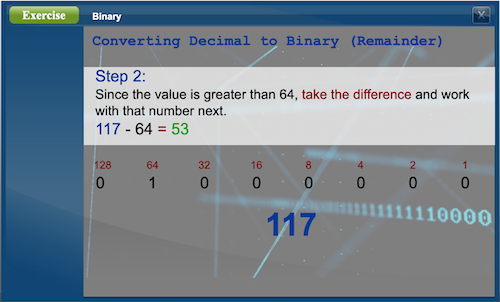 Exercise
Binary
X
Converting Decimal to Binary (Remainder)
Step 2:
Since the value is greater than 64, take the difference and work
with that number next.
117 - 64 = 53
128 64 32 16 8 4 2 1
0 1 0 0 0 0 0 0
117